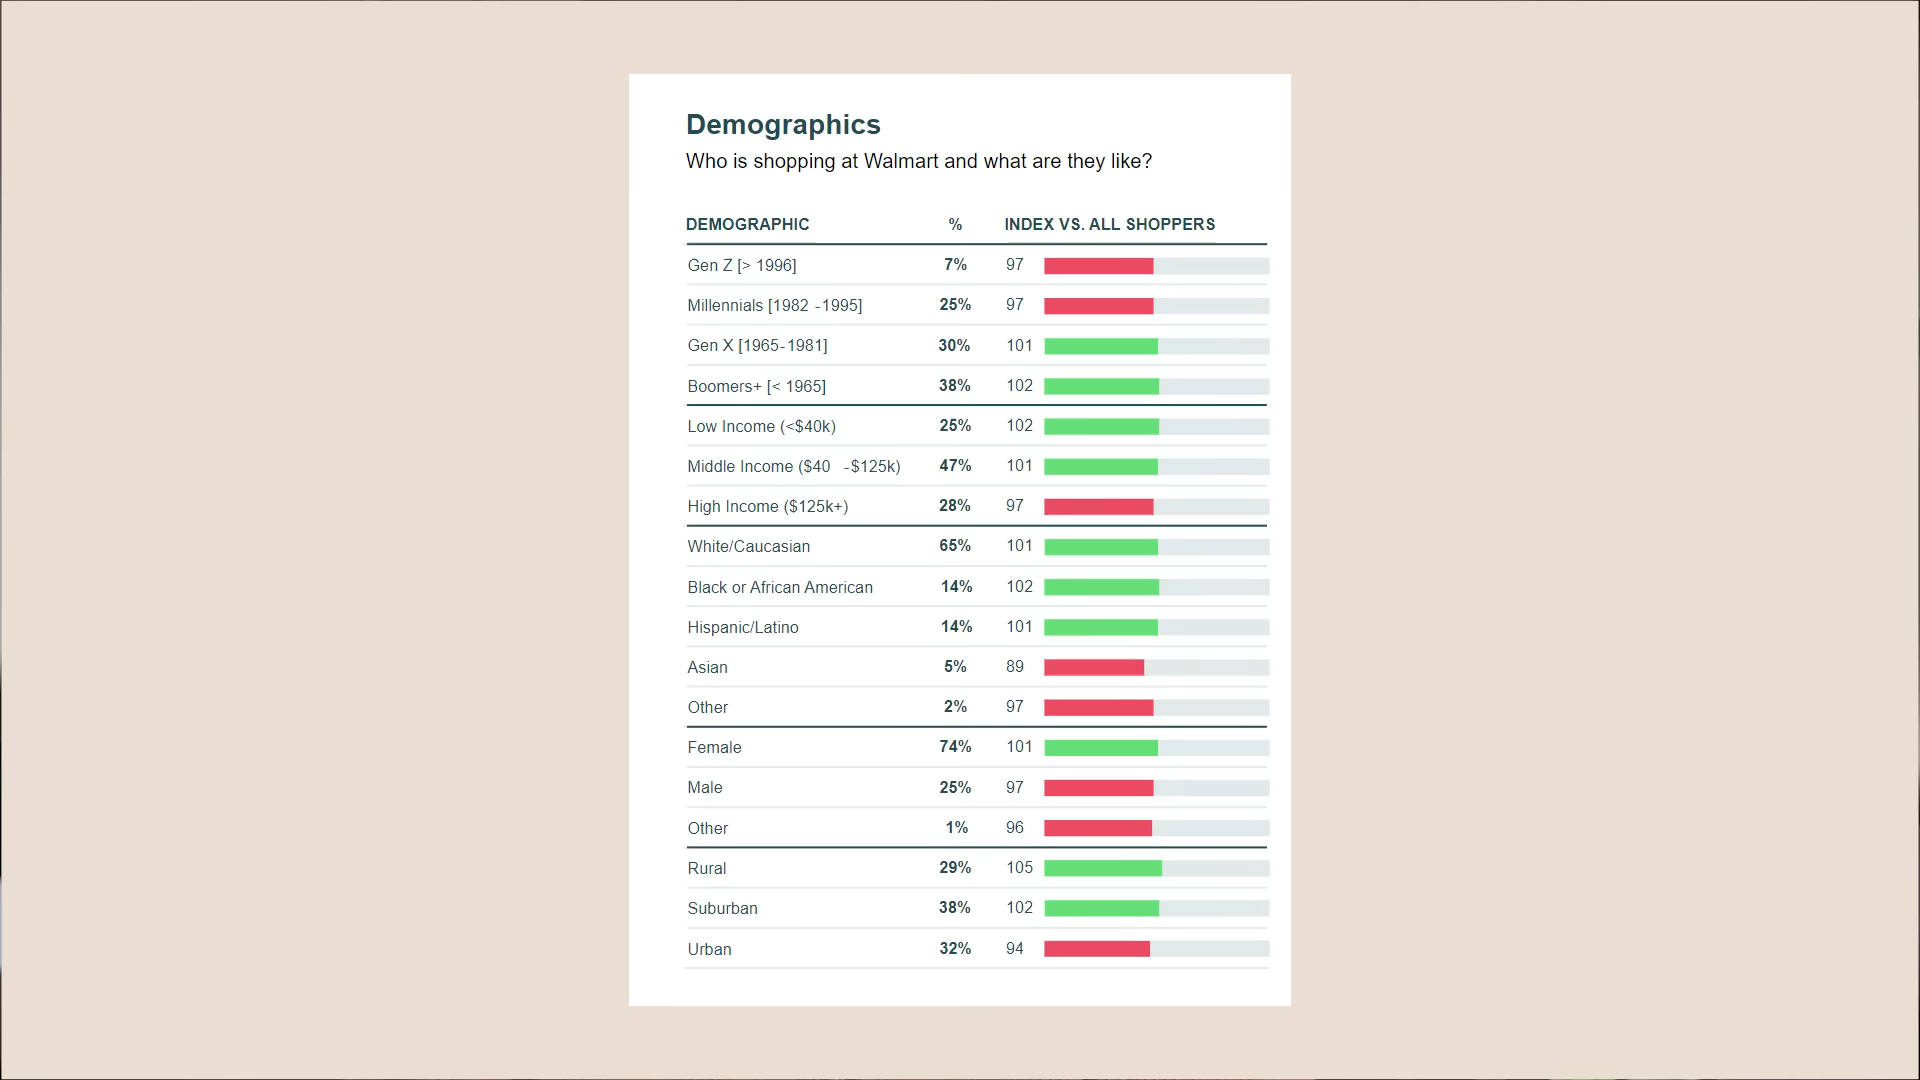 Demographics
Who is shopping at Walmart and what are they like?
DEMOGRAPHIC % INDEX VS. ALL SHOPPERS
Gen Z [> 1996] 7% 97
Millennials [1982 -1995] 25% 97
Gen X [1965-1981] 30% 101
Boomers+ [< 1965] 38% 102
Low Income (<$40k) 25% 102
Middle Income ($40 -$125k) 47% 101
High Income ($125k+) 28% 97
White/Caucasian 65% 101
Black or African American 14% 102
Hispanic/Latino 14% 101
Asian 5% 89
Other 2% 97
Female 74% 101
Male 25% 97
Other 1% 96
Rural 29% 105
Suburban 38% 102
Urban 32% 94